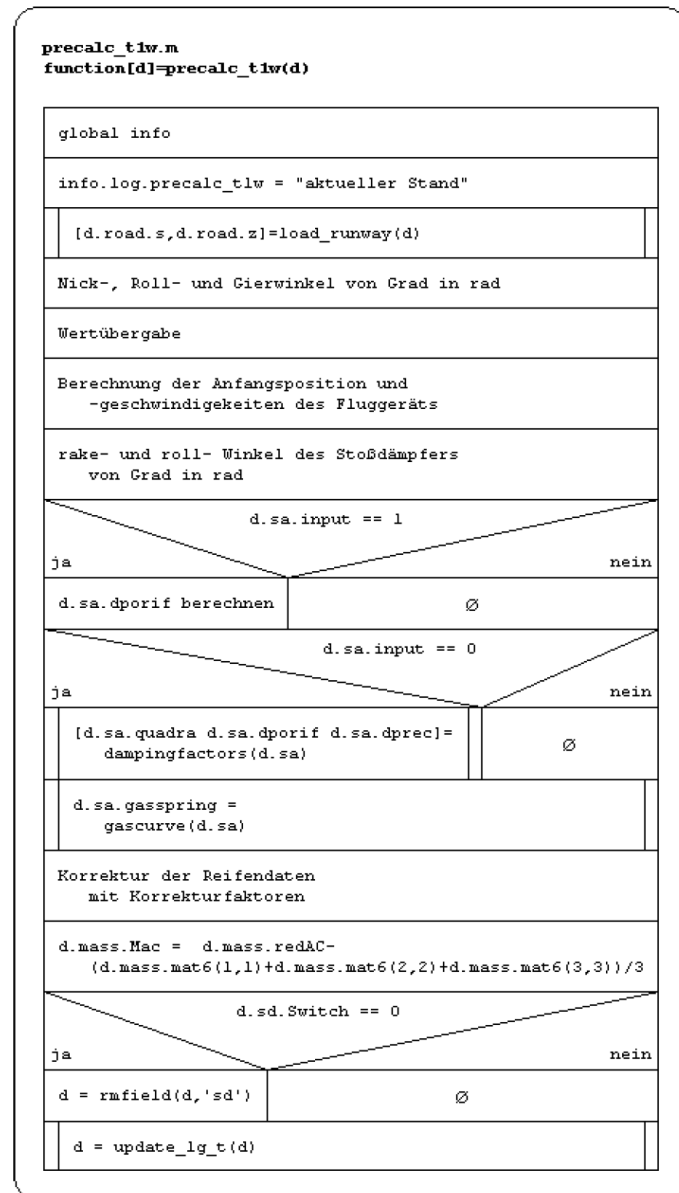 precalc_t1w.m
function[d]=precalc_t1w(d)
global info
info.log.precalc_t1w = "aktueller Stand"
[d.road.s,d.road.z]=load_runway(d)
Nick-, Roll- und Gierwinkel von Grad in rad
Wertübergabe
Berechnung der Anfangsposition und
-geschwindigekeiten des Fluggeräts
rake- und roll- Winkel des Stoßdämpfers
von Grad in rad
d.sa.input == 1
ja nein
d.sa.dporif berechnen ∅
d.sa.input == 0
ja nein
[d.sa.quadra d.sa.dporif d.sa.dprec]=
dampingfactors(d.sa) ∅
d.sa.gasspring =
gascurve(d.sa)
Korrektur der Reifendaten
mit Korrekturfaktoren
d.mass.Mac = d.mass.redAC-
(d.mass.mat6(1,1)+d.mass.mat6(2,2)+d.mass.mat6(3,3))/3
d.sd.Switch == 0
ja nein
d = rmfield(d,'sd') ∅
d = update_lg_t(d)